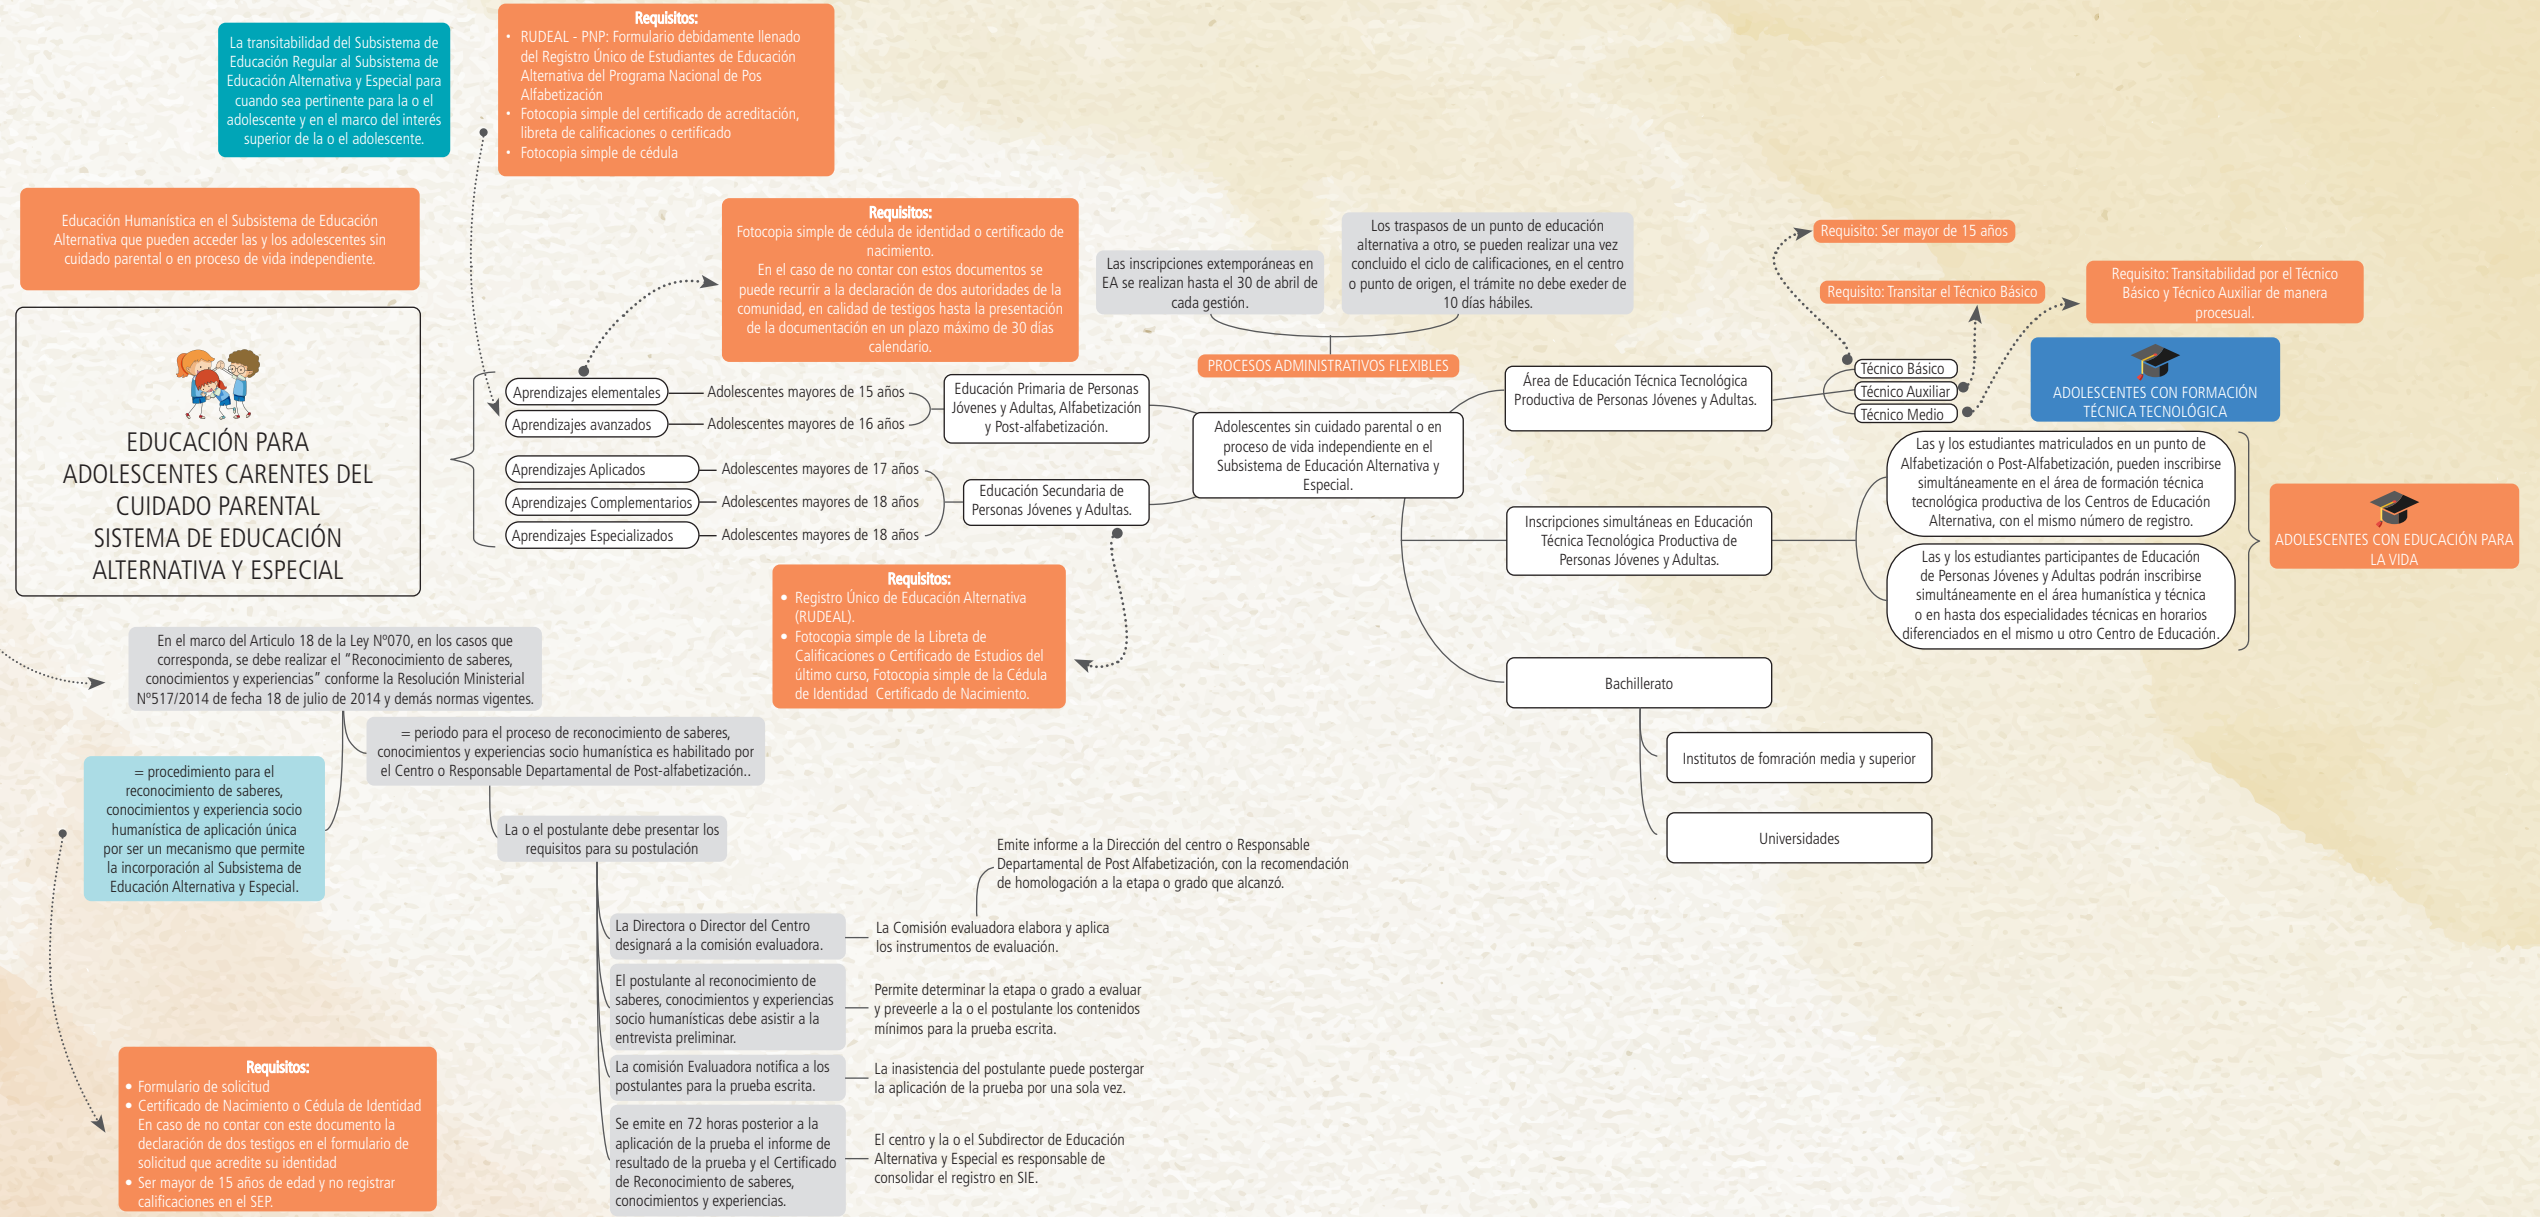 La transitabilidad del Subsistema de
Educación Regular al Subsistema de
Educación Alternativa y Especial para
cuando sea pertinente para la o el
adolescente y en el marco del interés
superior de la o el adolescente.
Requisitos:
• RUDEAL - PNP: Formulario debidamente llenado
del Registro Único de Estudiantes de Educación
Alternativa del Programa Nacional de Pos
Alfabetización
• Fotocopia simple del certificado de acreditación,
libreta de calificaciones o certificado
• Fotocopia simple de cédula
Educación Humanística en el Subsistema de Educación
Alternativa que pueden acceder las y los adolescentes sin
cuidado parental o en proceso de vida independiente.
Requisitos:
Fotocopia simple de cédula de identidad o certificado de
nacimiento.
En el caso de no contar con estos documentos se
puede recurrir a la declaración de dos autoridades de la
comunidad, en calidad de testigos hasta la presentación
de la documentación en un plazo máximo de 30 días
calendario.
Las inscripciones extemporáneas en
EA se realizan hasta el 30 de abril de
cada gestión.
Los traspasos de un punto de educación
alternativa a otro, se pueden realizar una vez
concluido el ciclo de calificaciones, en el centro
o punto de origen, el trámite no debe exeder de
10 días hábiles.
PROCESOS ADMINISTRATIVOS FLEXIBLES
Requisito: Ser mayor de 15 años
Requisito: Transitar el Técnico Básico
Requisito: Transitabilidad por el Técnico
Básico y Técnico Auxiliar de manera
procesual.
EDUCACIÓN PARA
ADOLESCENTES CARENTES DEL
CUIDADO PARENTAL
SISTEMA DE EDUCACIÓN
ALTERNATIVA Y ESPECIAL
Aprendizajes elementales
Adolescentes mayores de 15 años
Aprendizajes avanzados
Adolescentes mayores de 16 años
Aprendizajes Aplicados
Adolescentes mayores de 17 años
Aprendizajes Complementarios
Adolescentes mayores de 18 años
Aprendizajes Especializados
Adolescentes mayores de 18 años
Educación Primaria de Personas
Jóvenes y Adultas, Alfabetización
y Post-alfabetización.
Educación Secundaria de
Personas Jóvenes y Adultas.
Adolescentes sin cuidado parental o en
proceso de vida independiente en el
Subsistema de Educación Alternativa y
Especial.
Área de Educación Técnica Tecnológica
Productiva de Personas Jóvenes y Adultas.
Técnico Básico
Técnico Auxiliar
Técnico Medio
ADOLESCENTES CON FORMACIÓN
TÉCNICA TECNOLÓGICA
Inscripciones simultáneas en Educación
Técnica Tecnológica Productiva de
Personas Jóvenes y Adultas.
Las y los estudiantes matriculados en un punto de
Alfabetización o Post-Alfabetización, pueden inscribirse
simultáneamente en el área de formación técnica
tecnológica productiva de los Centros de Educación
Alternativa, con el mismo número de registro.
Las y los estudiantes participantes de Educación
de Personas Jóvenes y Adultas podrán inscribirse
simultáneamente en el área humanística y técnica
o en hasta dos especialidades técnicas en horarios
diferenciados en el mismo u otro Centro de Educación.
ADOLESCENTES CON EDUCACIÓN PARA
LA VIDA
Requisitos:
• Registro Único de Educación Alternativa
(RUDEAL).
• Fotocopia simple de la Libreta de
Calificaciones o Certificado de Estudios del
último curso, Fotocopia simple de la Cédula
de Identidad Certificado de Nacimiento.
Bachillerato
Institutos de fomración media y superior
Universidades
En el marco del Articulo 18 de la Ley Nº070, en los casos que
corresponda, se debe realizar el “Reconocimiento de saberes,
conocimientos y experiencias” conforme la Resolución Ministerial
Nº517/2014 de fecha 18 de julio de 2014 y demás normas vigentes.
= periodo para el proceso de reconocimiento de saberes,
conocimientos y experiencias socio humanística es habilitado por
el Centro o Responsable Departamental de Post-alfabetización..
= procedimiento para el
reconocimiento de saberes,
conocimientos y experiencia socio
humanística de aplicación única
por ser un mecanismo que permite
la incorporación al Subsistema de
Educación Alternativa y Especial.
La o el postulante debe presentar los
requisitos para su postulación
Emite informe a la Dirección del centro o Responsable
Departamental de Post Alfabetización, con la recomendación
de homologación a la etapa o grado que alcanzó.
La Directora o Director del Centro
designará a la comisión evaluadora.
La Comisión evaluadora elabora y aplica
los instrumentos de evaluación.
El postulante al reconocimiento de
saberes, conocimientos y experiencias
socio humanísticas debe asistir a la
entrevista preliminar.
Permite determinar la etapa o grado a evaluar
y preveerle a la o el postulante los contenidos
mínimos para la prueba escrita.
La comisión Evaluadora notifica a los
postulantes para la prueba escrita.
La inasistencia del postulante puede postergar
la aplicación de la prueba por una sola vez.
Se emite en 72 horas posterior a la
aplicación de la prueba el informe de
resultado de la prueba y el Certificado
de Reconocimiento de saberes,
conocimientos y experiencias.
El centro y la o el Subdirector de Educación
Alternativa y Especial es responsable de
consolidar el registro en SIE.
Requisitos:
• Formulario de solicitud
• Certificado de Nacimiento o Cédula de Identidad
En caso de no contar con este documento la
declaración de dos testigos en el formulario de
solicitud que acredite su identidad
• Ser mayor de 15 años de edad y no registrar
calificaciones en el SEP.